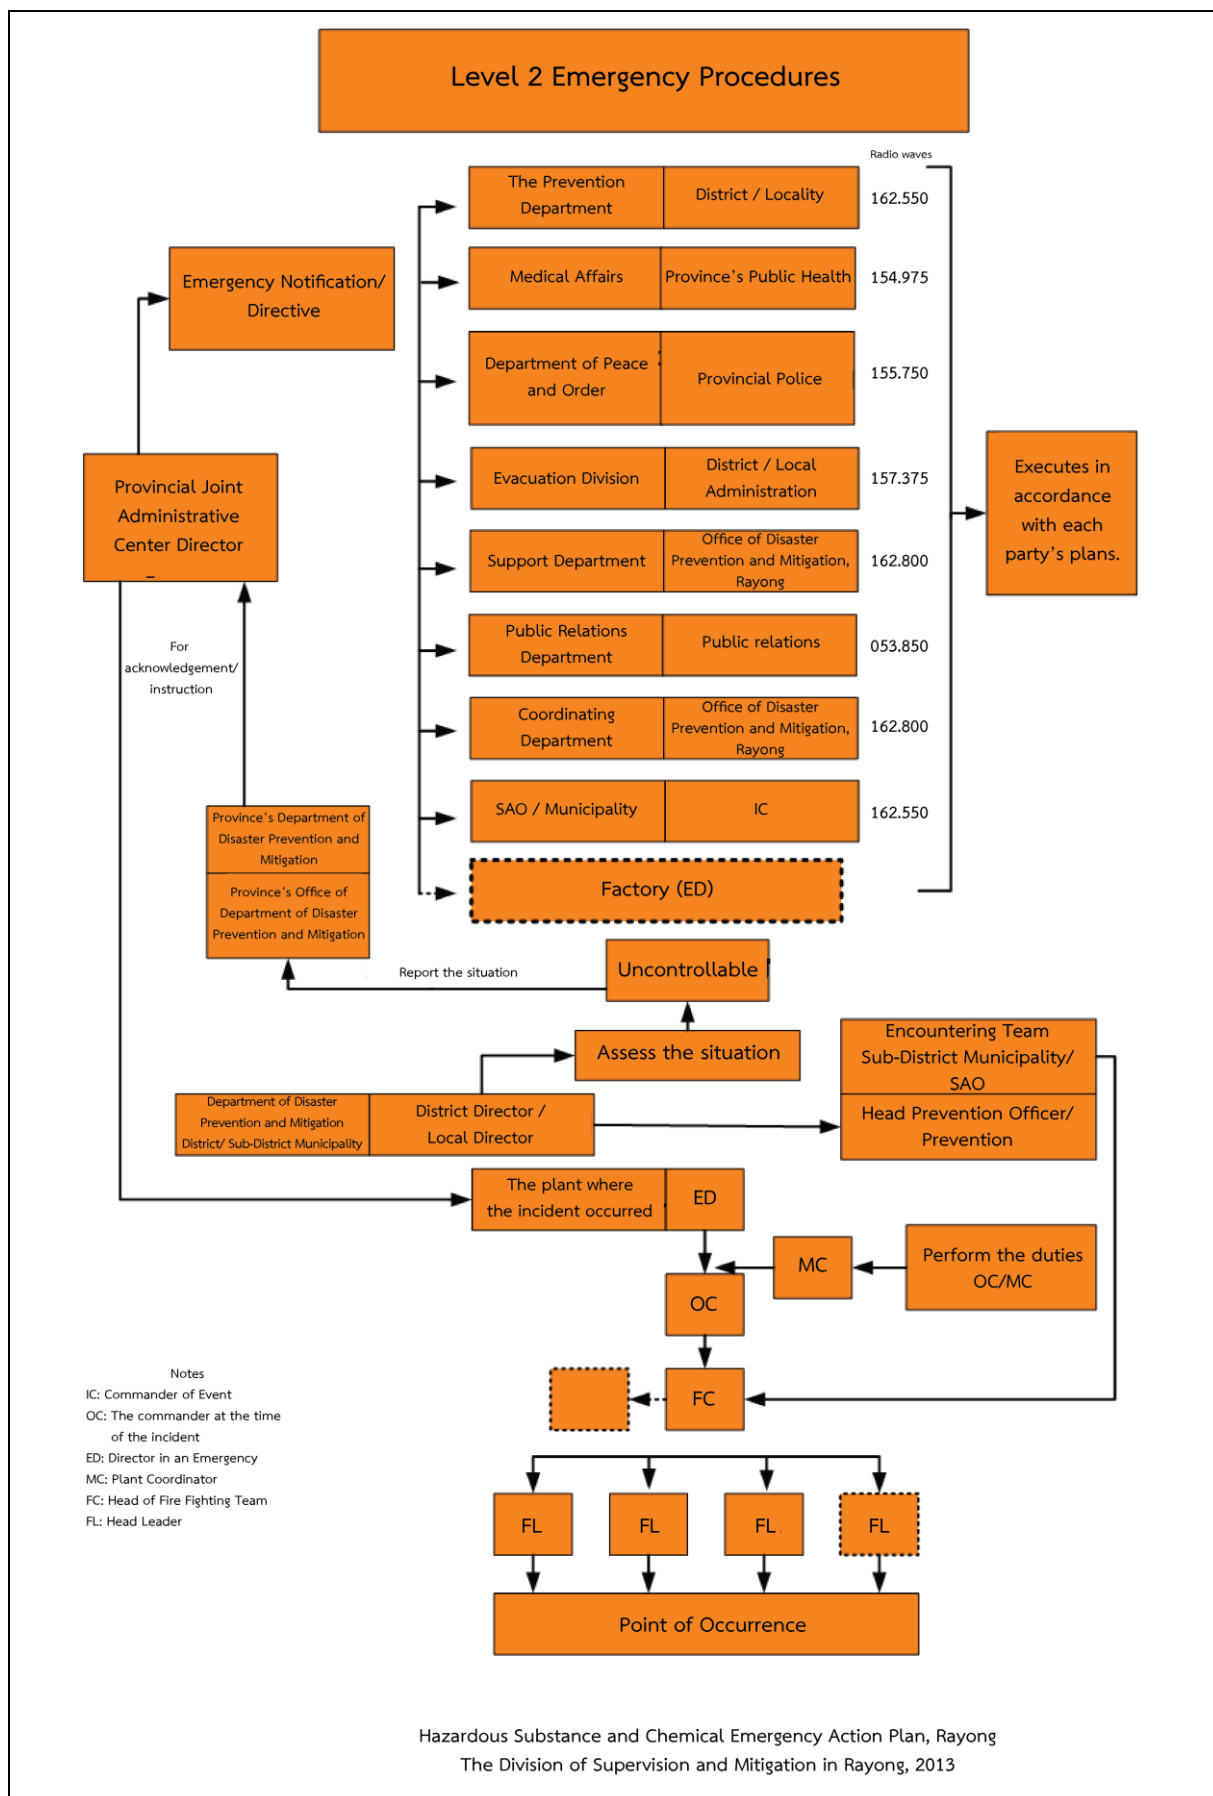 Level 2 Emergency Procedures
Radio waves
The Prevention
Department
District / Locality
162.550
Medical Affairs
Province's Public Health
154.975
Department of Peace
and Order
Provincial Police
155.750
Evacuation Division
District / Local
Administration
157.375
Support Department
Office of Disaster
Prevention and Mitigation,
Rayong
162.800
Public Relations
Department
Public relations
053.850
Coordinating
Department
Office of Disaster
Prevention and Mitigation,
Rayong
162.800
SAO / Municipality
IC
162.550
Factory (ED)
Executes in
accordance
with each
party's plans.
Emergency Notification/
Directive
Provincial Joint
Administrative
Center Director
For
acknowledgement/
instruction
Province's Department of
Disaster Prevention and
Mitigation
Province's Office of
Department of Disaster
Prevention and Mitigation
Report the situation
Uncontrollable
Assess the situation
Department of Disaster
Prevention and Mitigation
District/ Sub-District Municipality
District Director /
Local Director
Encountering Team
Sub-District Municipality/
SAO
Head Prevention Officer/
Prevention
The plant where
the incident occurred
ED
MC
Perform the duties
OC/MC
OC
FC
Notes
IC: Commander of Event
OC: The commander at the time
of the incident
ED: Director in an Emergency
MC: Plant Coordinator
FC: Head of Fire Fighting Team
FL: Head Leader
FL
FL
FL
FL
Point of Occurrence
Hazardous Substance and Chemical Emergency Action Plan, Rayong
The Division of Supervision and Mitigation in Rayong, 2013